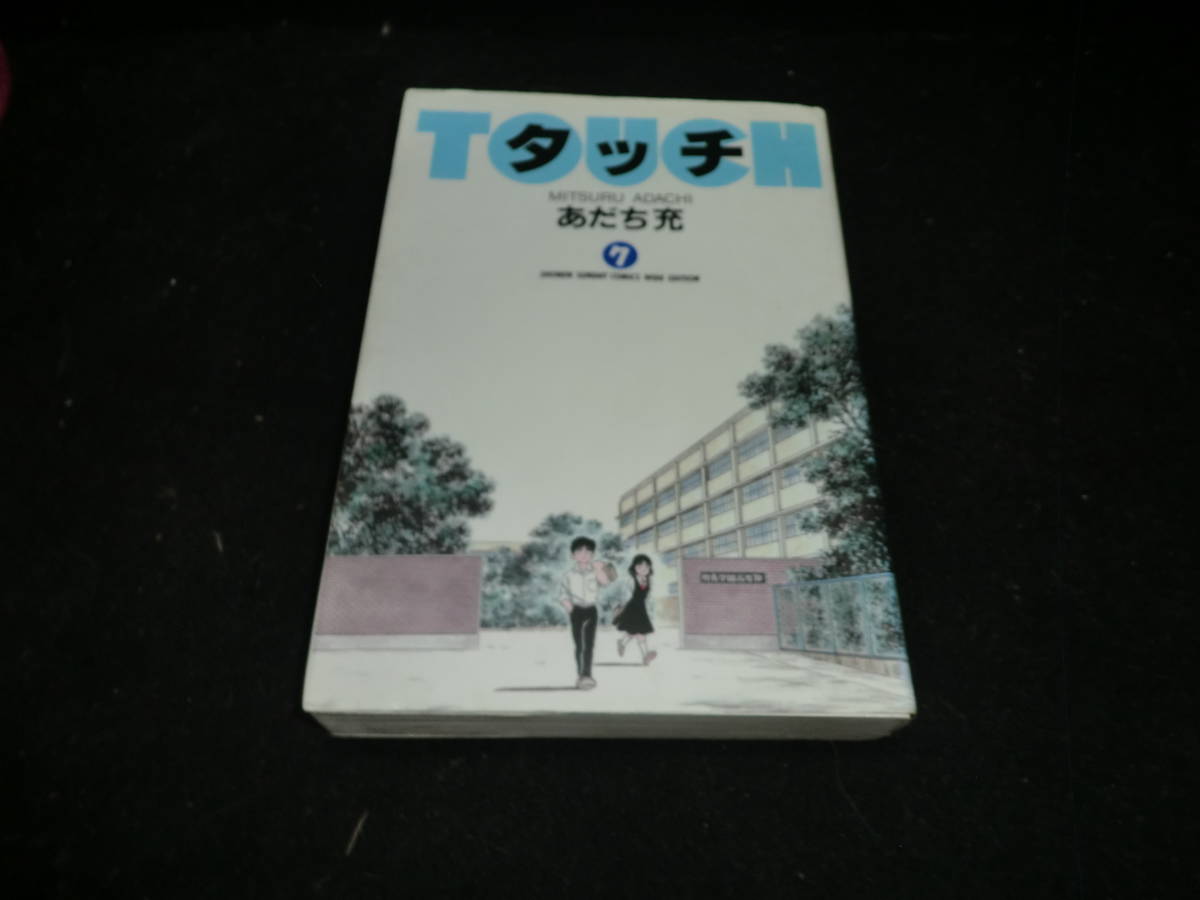 TOUCH
タッチ
MITSURU ADACHI
あだち充
7
SHONEN SUNDAY COMICS WIDE EDITION